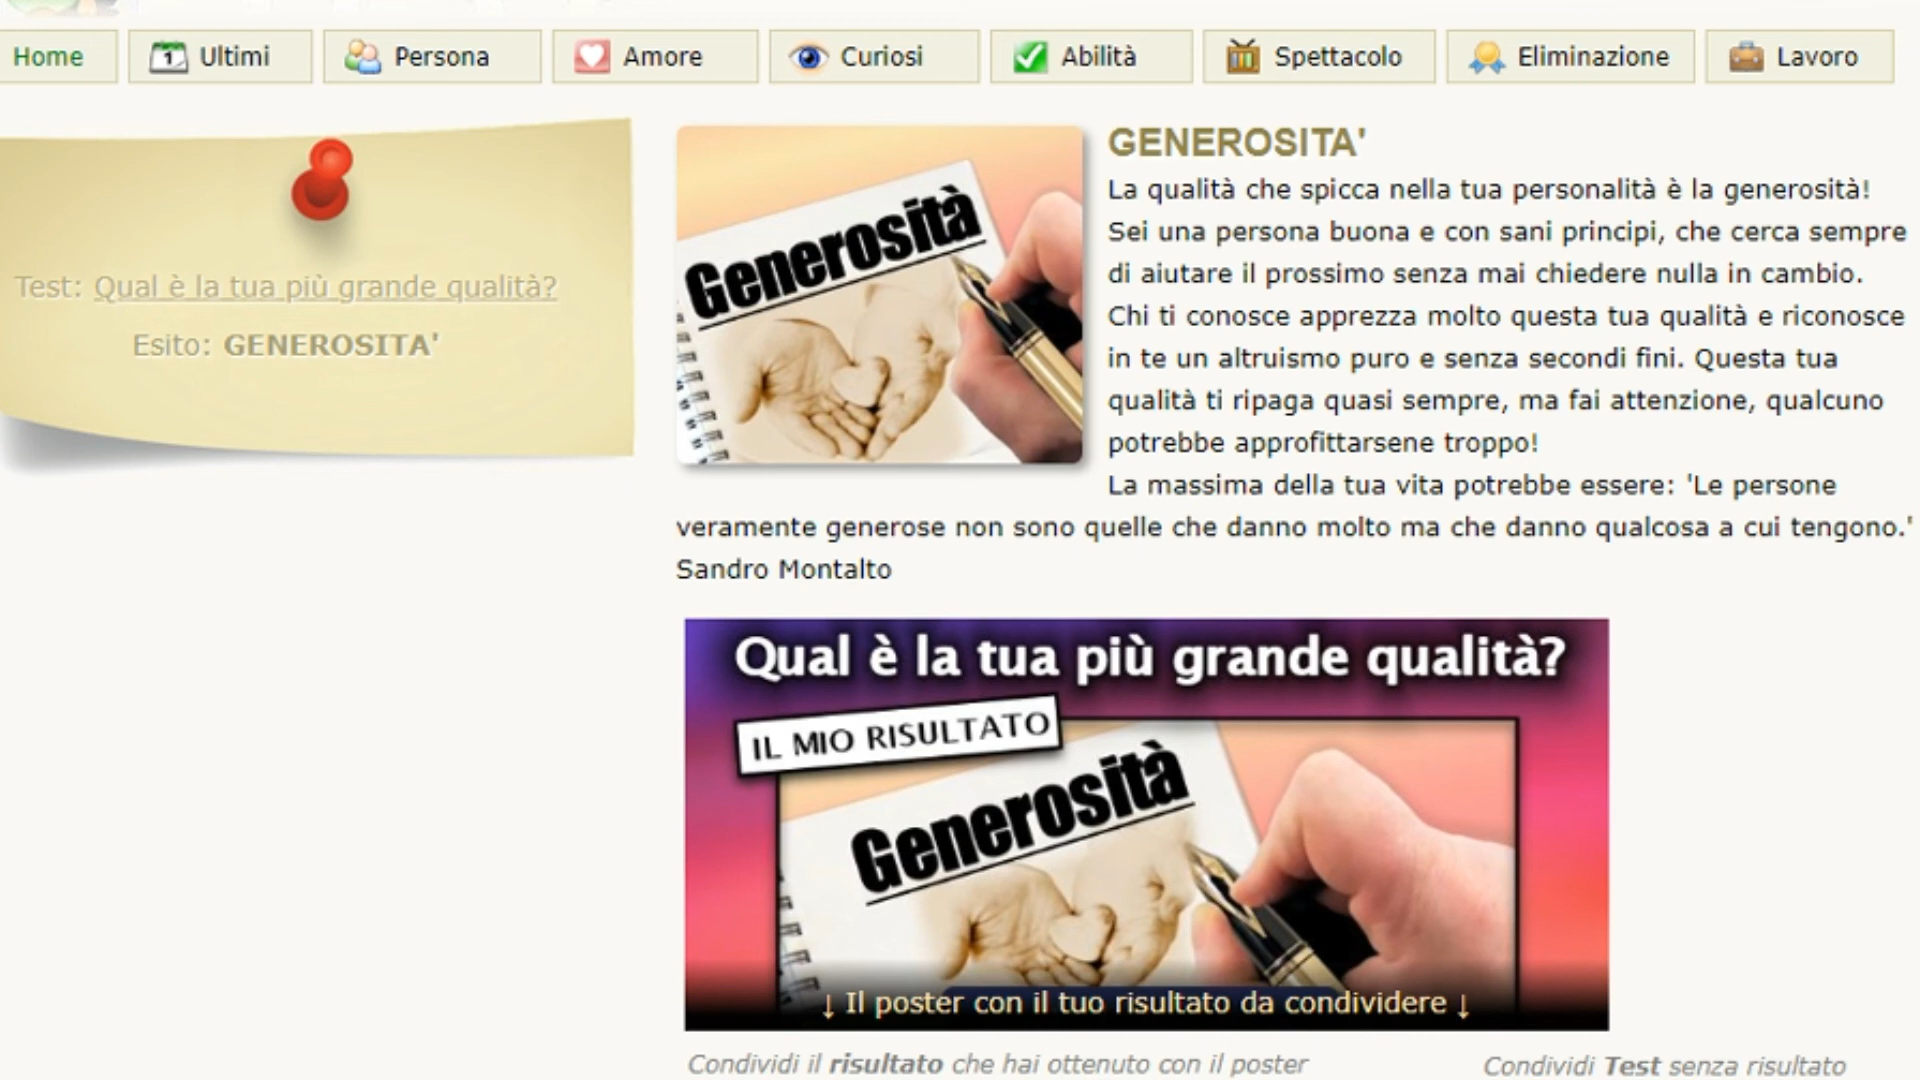 Home Ultimi Persona Amore Curiosi Abilità Spettacolo Eliminazione Lavoro
Test: Qual è la tua più grande qualità?
Esito: GENEROSITA'
Generosità
GENEROSITA'
La qualità che spicca nella tua personalità è la generosità!
Sei una persona buona e con sani principi, che cerca sempre
di aiutare il prossimo senza mai chiedere nulla in cambio.
Chi ti conosce apprezza molto questa tua qualità e riconosce
in te un altruismo puro e senza secondi fini. Questa tua
qualità ti ripaga quasi sempre, ma fai attenzione, qualcuno
potrebbe approfittarsene troppo!
La massima della tua vita potrebbe essere: 'Le persone
veramente generose non sono quelle che danno molto ma che danno qualcosa a cui tengono.'
Sandro Montalto
Qual è la tua più grande qualità?
IL MIO RISULTATO
Generosità
↓ Il poster con il tuo risultato da condividere ↓
Condividi il risultato che hai ottenuto con il poster
Condividi Test senza risultato